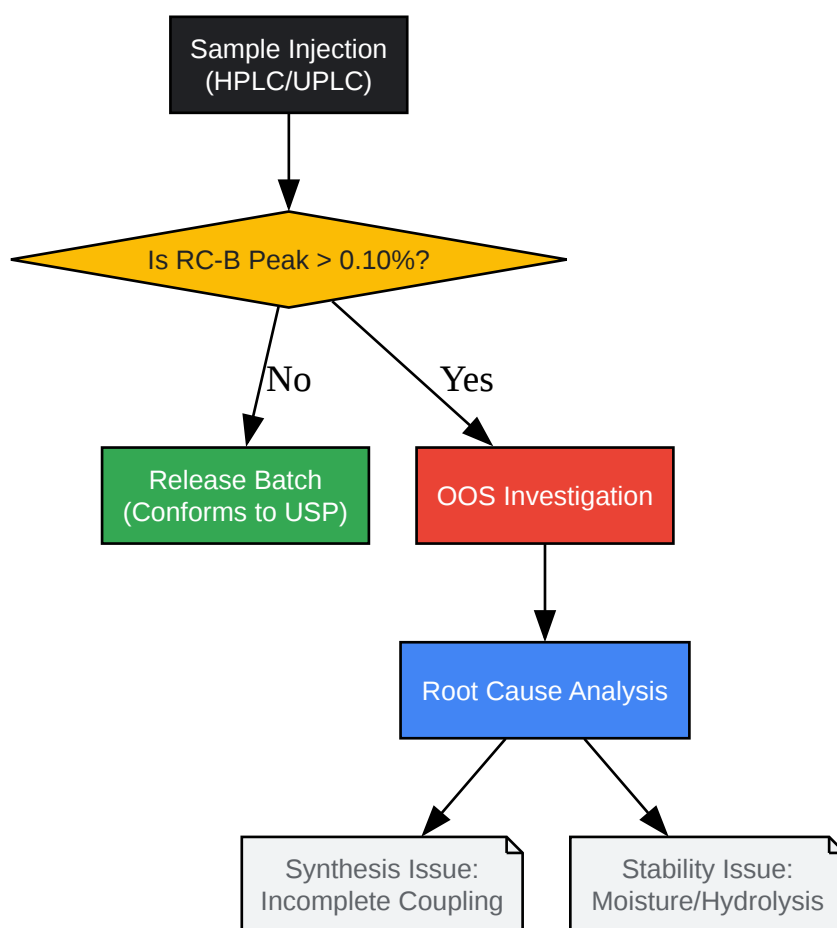 Sample Injection
(HPLC/UPLC)
Is RC-B Peak > 0.10%?
No
Yes
Release Batch
(Conforms to USP)
OOS Investigation
Root Cause Analysis
Synthesis Issue:
Incomplete Coupling
Stability Issue:
Moisture/Hydrolysis